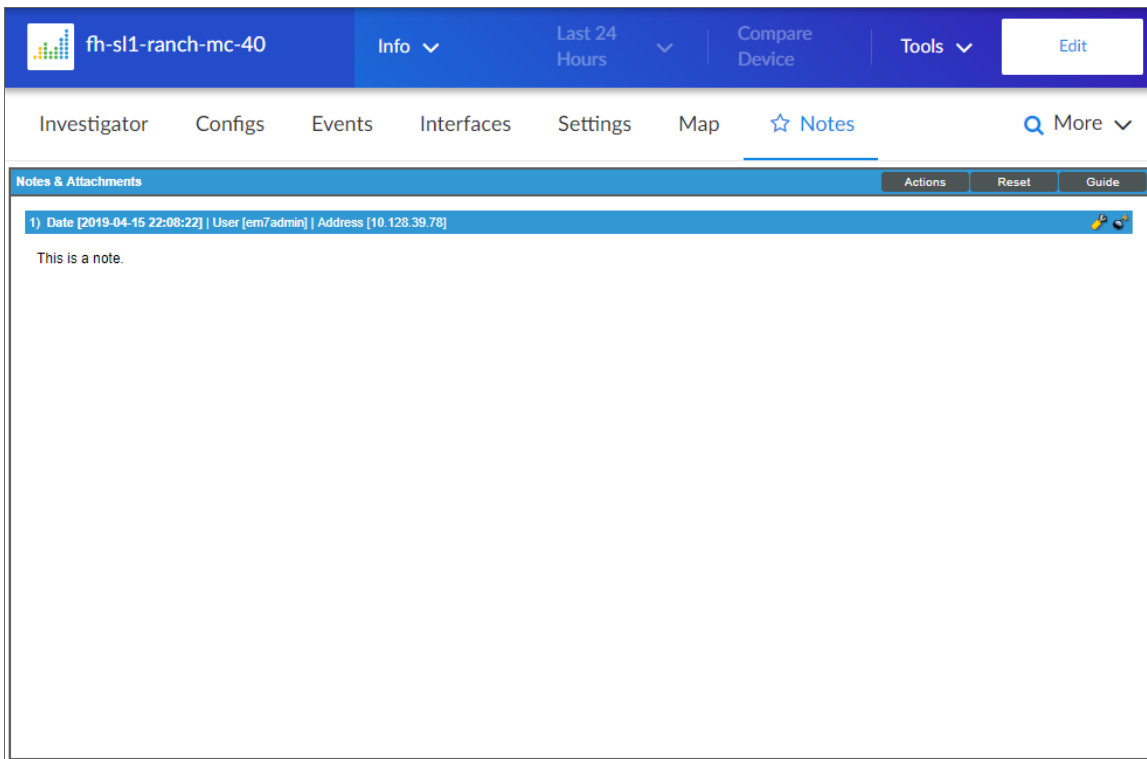 fh-sl1-ranch-mc-40 Info Last 24 Hours Compare Device Tools Edit
Investigator Configs Events Interfaces Settings Map Notes More
Notes & Attachments Actions Reset Guide
1) Date [2019-04-15 22:08:22] | User [em7admin] | Address [10.128.39.78]
This is a note.